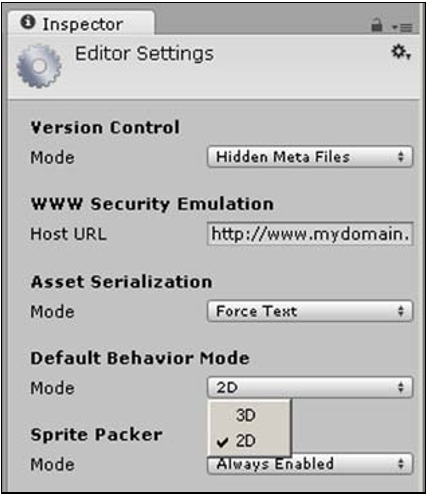 Inspector
Editor Settings
Version Control
Mode Hidden Meta Files
WWW Security Emulation
Host URL http://www.mydomain.
Asset Serialization
Mode Force Text
Default Behavior Mode
Mode 2D
3D
Sprite Packer ✓ 2D
Mode Always Enabled